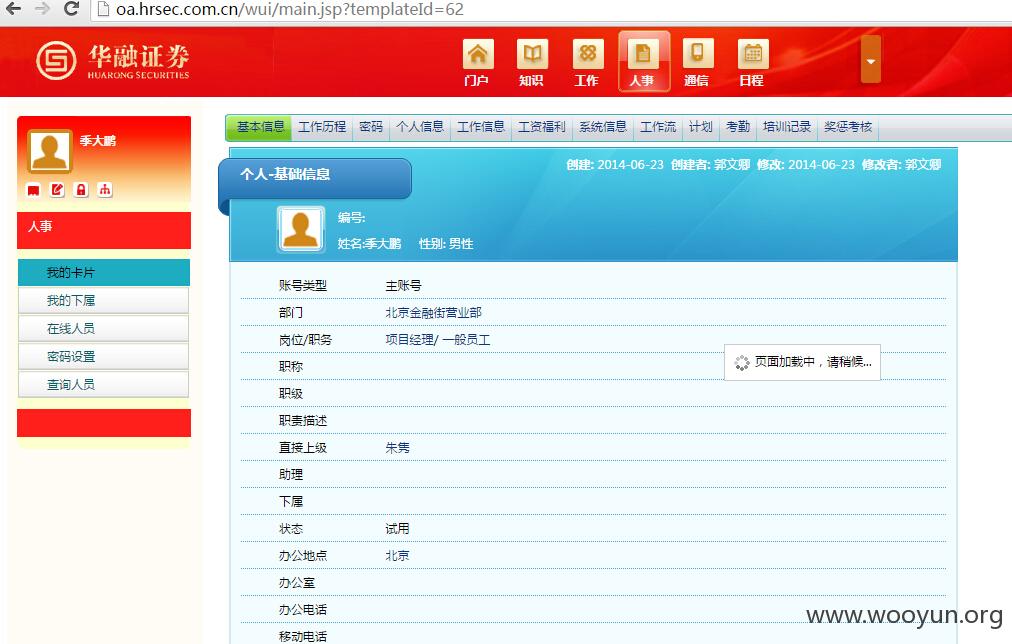 oa.hrsec.com.cn/wui/main.jsp?templateId=62
华融证券
HUARONG SECURITIES
门户 知识 工作 人事 通信 日程
季大鹏
人事
我的卡片
我的下属
在线人员
密码设置
查询人员
基本信息 工作历程 密码 个人信息 工作信息 工资福利 系统信息 工作流 计划 考勤 培训记录 奖惩考核
创建: 2014-06-23 创建者: 郭文卿 修改: 2014-06-23 修改者: 郭文卿
个人-基础信息
编号:
姓名:季大鹏 性别: 男性
账号类型 主账号
部门 北京金融街营业部
岗位/职务 项目经理/ 一般员工
页面加载中，请稍候...
职称
职级
职责描述
直接上级 朱隽
助理
下属
状态 试用
办公地点 北京
办公室
办公电话
移动电话
www.wooyun.org